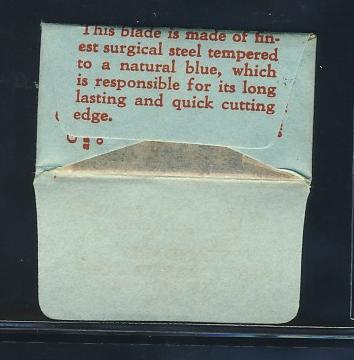 This blade is made of fin-
est surgical steel tempered
to a natural blue, which
is responsible for its long
lasting and quick cutting
edge.